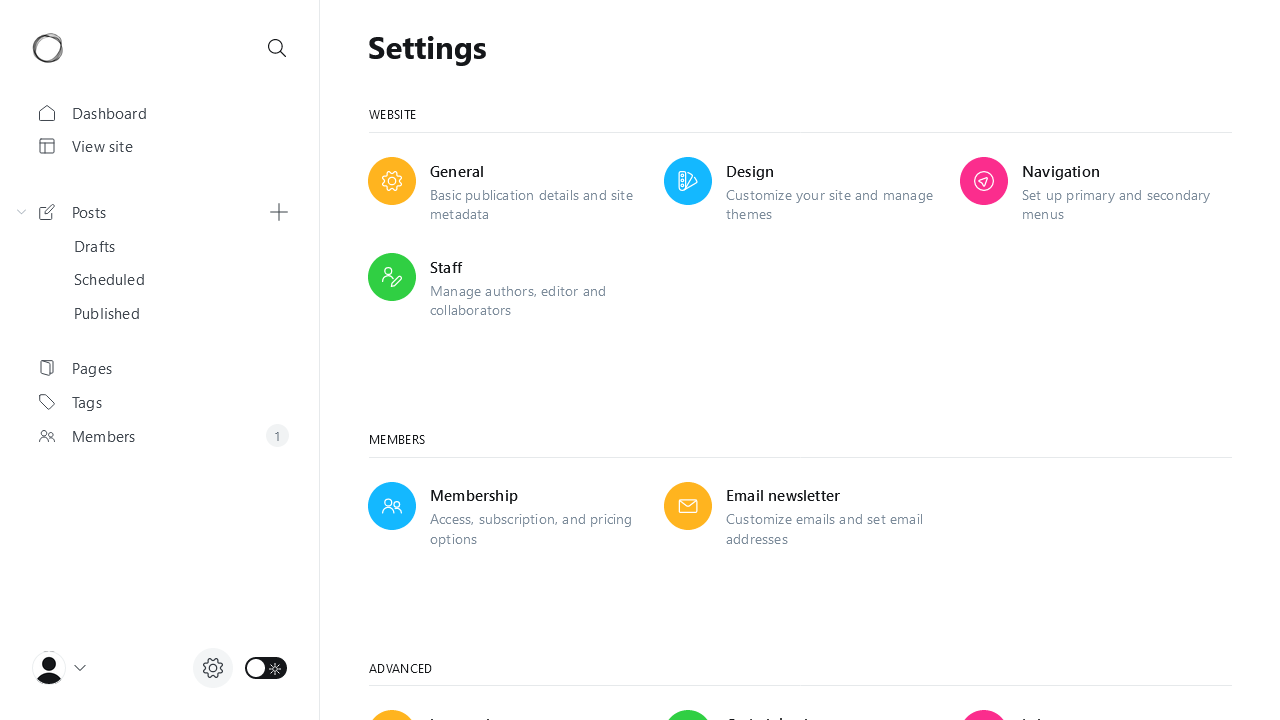 Settings
Dashboard
View site
Posts
Drafts
Scheduled
Published
Pages
Tags
Members
1
WEBSITE
General
Basic publication details and site
metadata
Design
Customize your site and manage
themes
Navigation
Set up primary and secondary
menus
Staff
Manage authors, editor and
collaborators
MEMBERS
Membership
Access, subscription, and pricing
options
Email newsletter
Customize emails and set email
addresses
ADVANCED